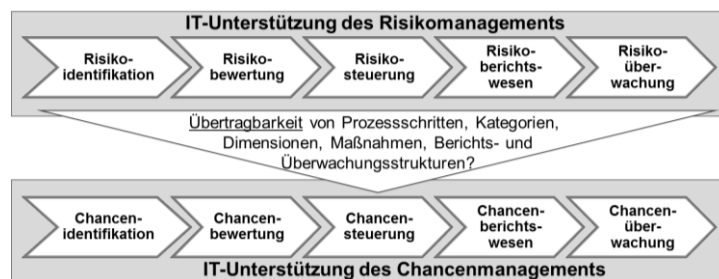 IT-Unterstützung des Risikomanagements
Risiko-
identifikation
Risiko-
bewertung
Risiko-
steuerung
Risiko-
berichts-
wesen
Risiko-
über-
wachung
Übertragbarkeit von Prozessschritten, Kategorien,
Dimensionen, Maßnahmen, Berichts- und
Überwachungsstrukturen?
Chancen-
identifikation
Chancen-
bewertung
Chancen-
steuerung
Chancen-
berichts-
wesen
Chancen-
über-
wachung
IT-Unterstützung des Chancenmanagements